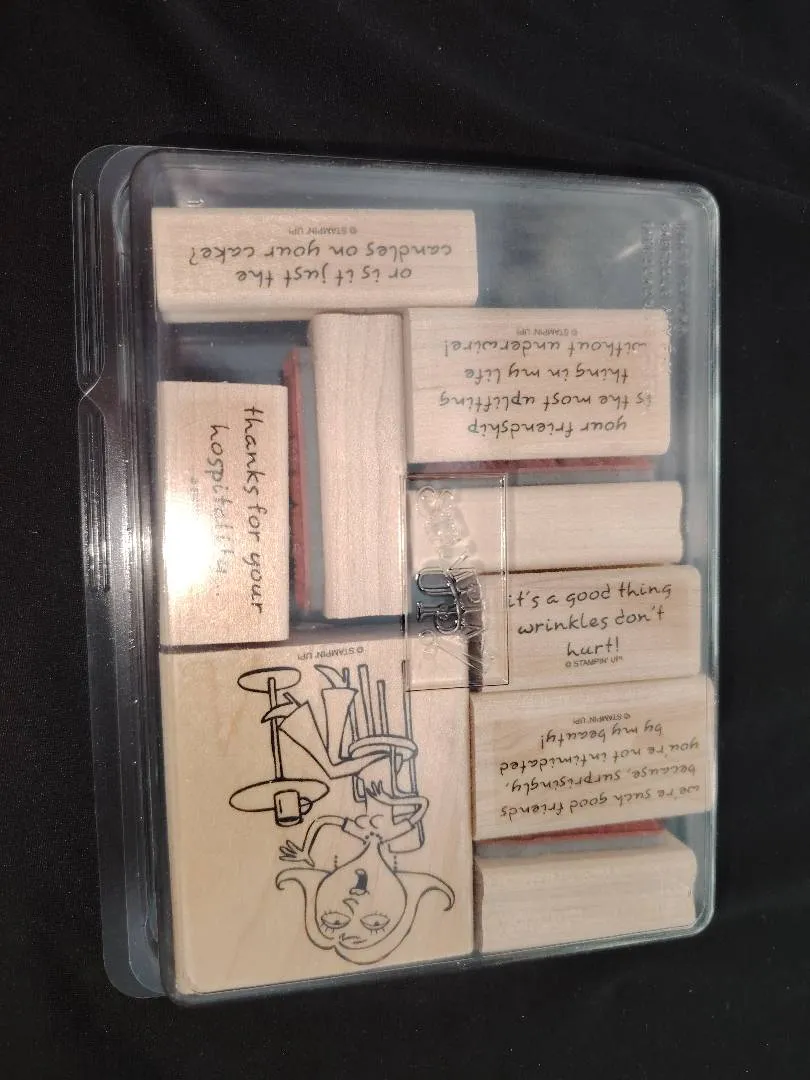 or is it just the
candles on your cake?
© STAMPIN' UP!
your friendship
is the most uplifting
thing in my life
without underwire!
© STAMPIN' UP!
thanks for your
hospitality...
STAMPIN' UP!
it's a good thing
wrinkles don't
hurt!
© STAMPIN' UP!
we're such good friends
because, surprisingly,
you're not intimidated
by my beauty!
© STAMPIN' UP!
© STAMPIN' UP!